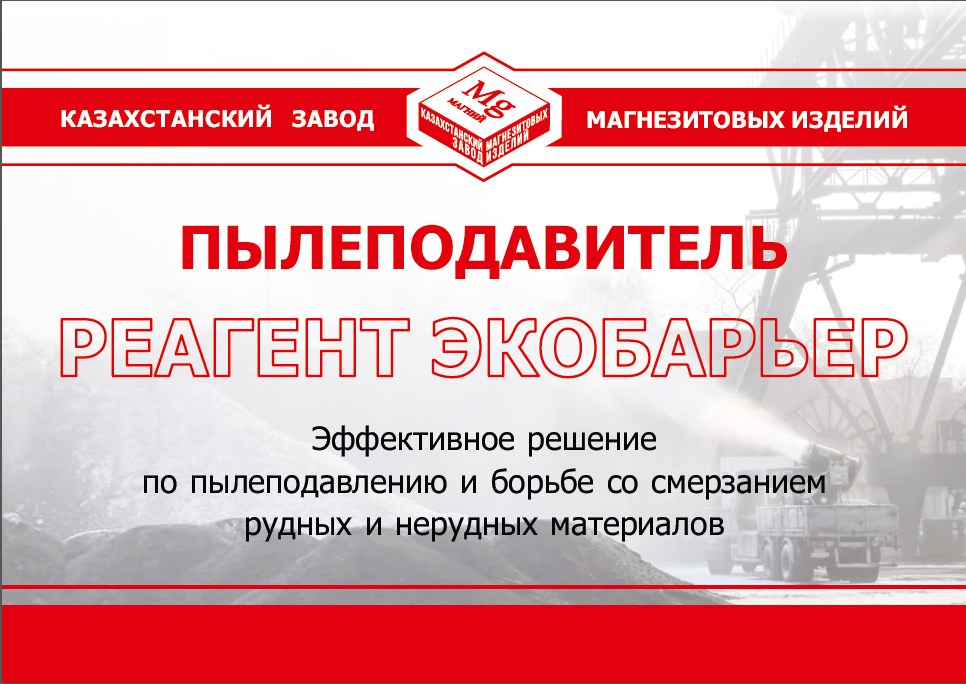 КАЗАХСТАНСКИЙ ЗАВОД
Mg
МАГНИЙ
КАЗАХСТАНСКИЙ
ЗАВОД
МАГНЕЗИТОВЫХ
ИЗДЕЛИЙ
МАГНЕЗИТОВЫХ ИЗДЕЛИЙ
ПЫЛЕПОДАВИТЕЛЬ
РЕАГЕНТ ЭКОБАРЬЕР
Эффективное решение
по пылеподавлению и борьбе со смерзанием
рудных и нерудных материалов